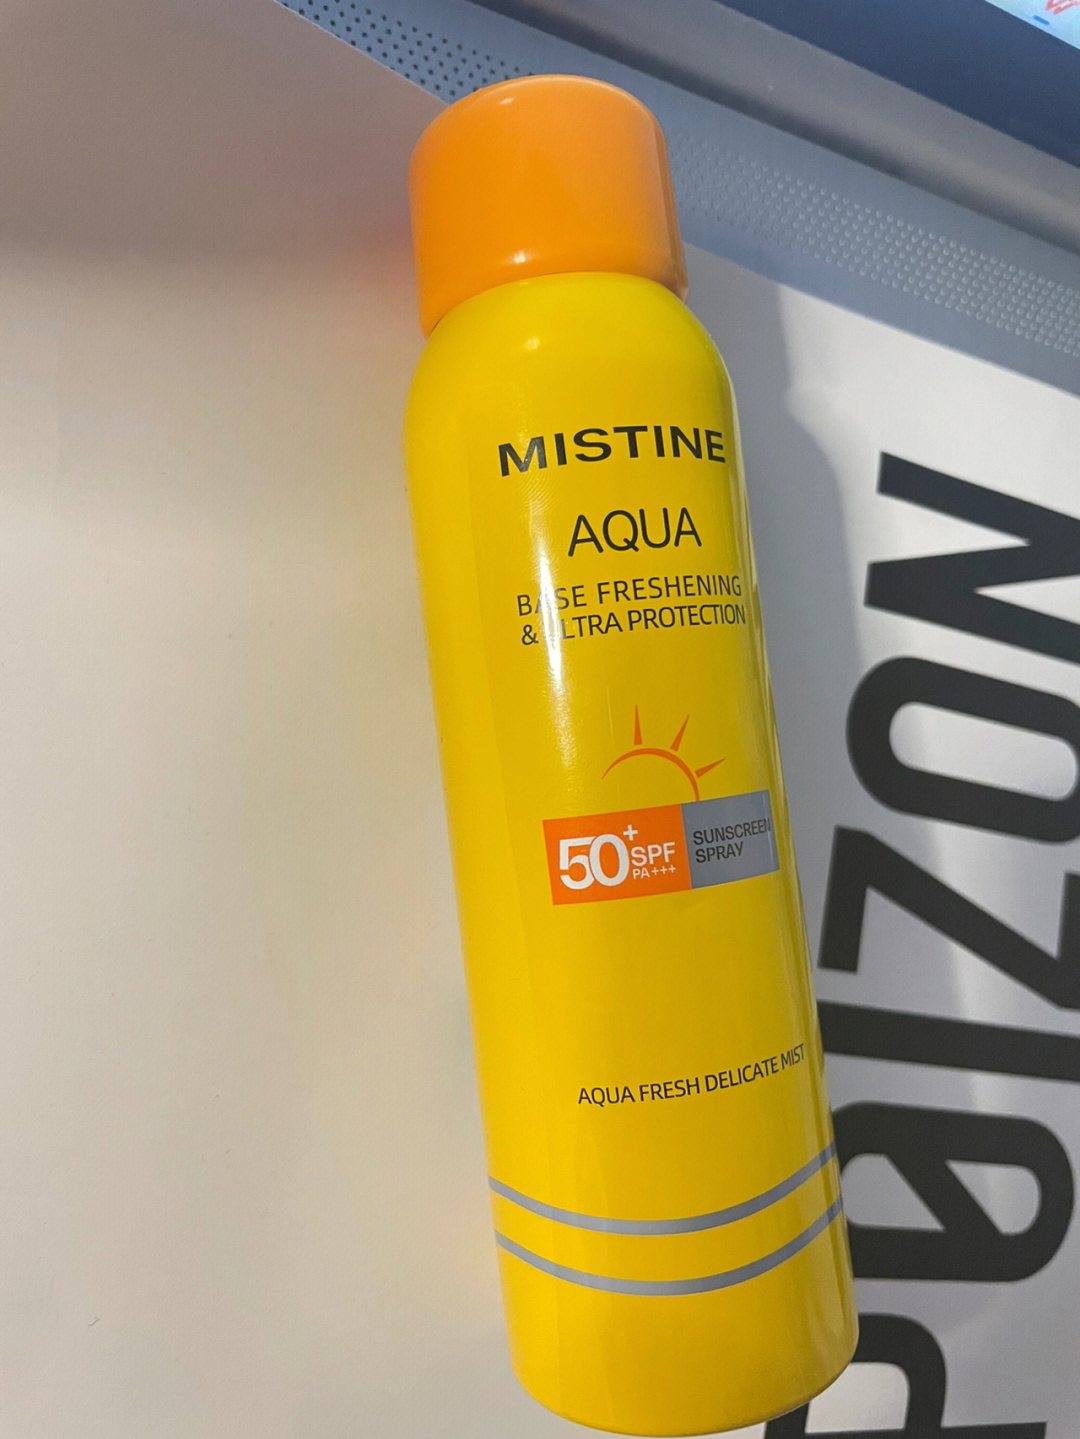 MISTINE
AQUA
BASE FRESHENING
& ULTRA PROTECTION
50+ SPF
PA+++
SUNSCREEN
SPRAY
AQUA FRESH DELICATE MIST